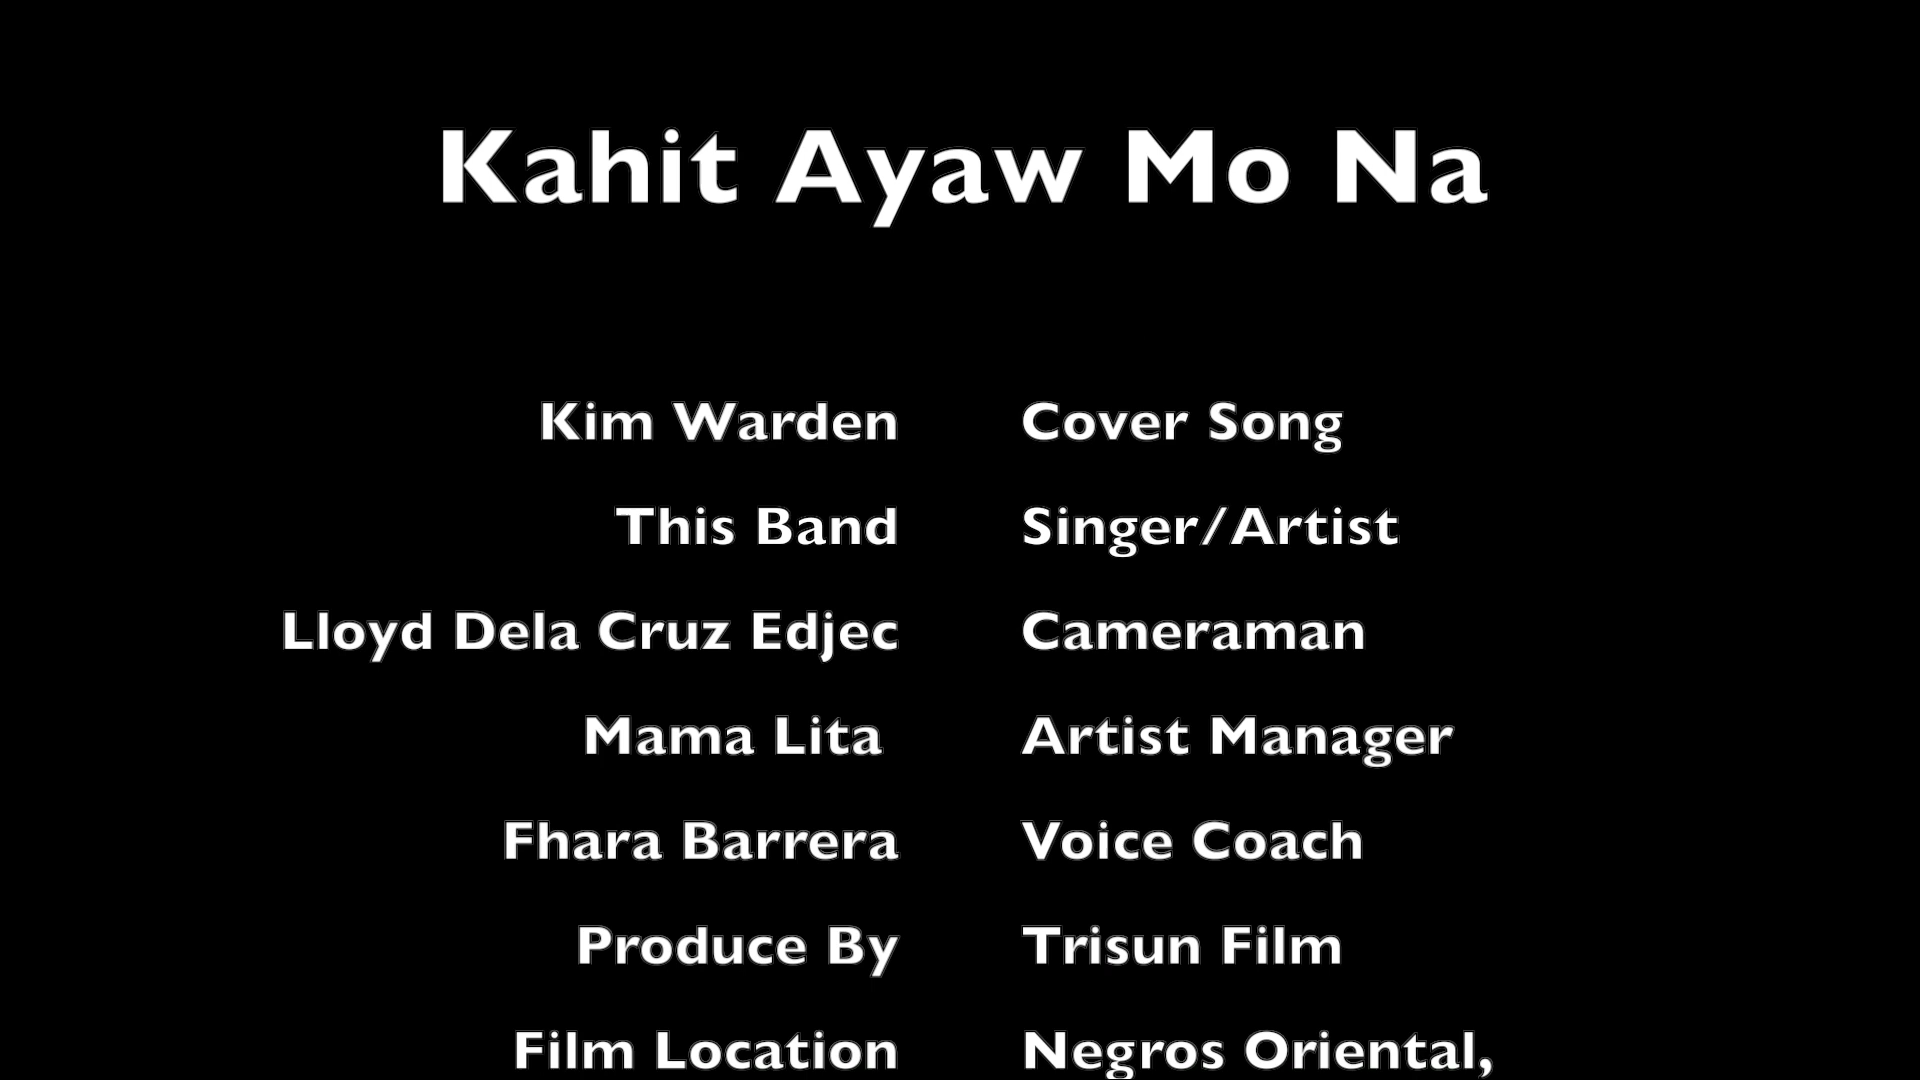 Kahit Ayaw Mo Na
Kim Warden Cover Song
This Band Singer/Artist
Lloyd Dela Cruz Edjec Cameraman
Mama Lita Artist Manager
Fhara Barrera Voice Coach
Produce By Trisun Film
Film Location Negros Oriental,